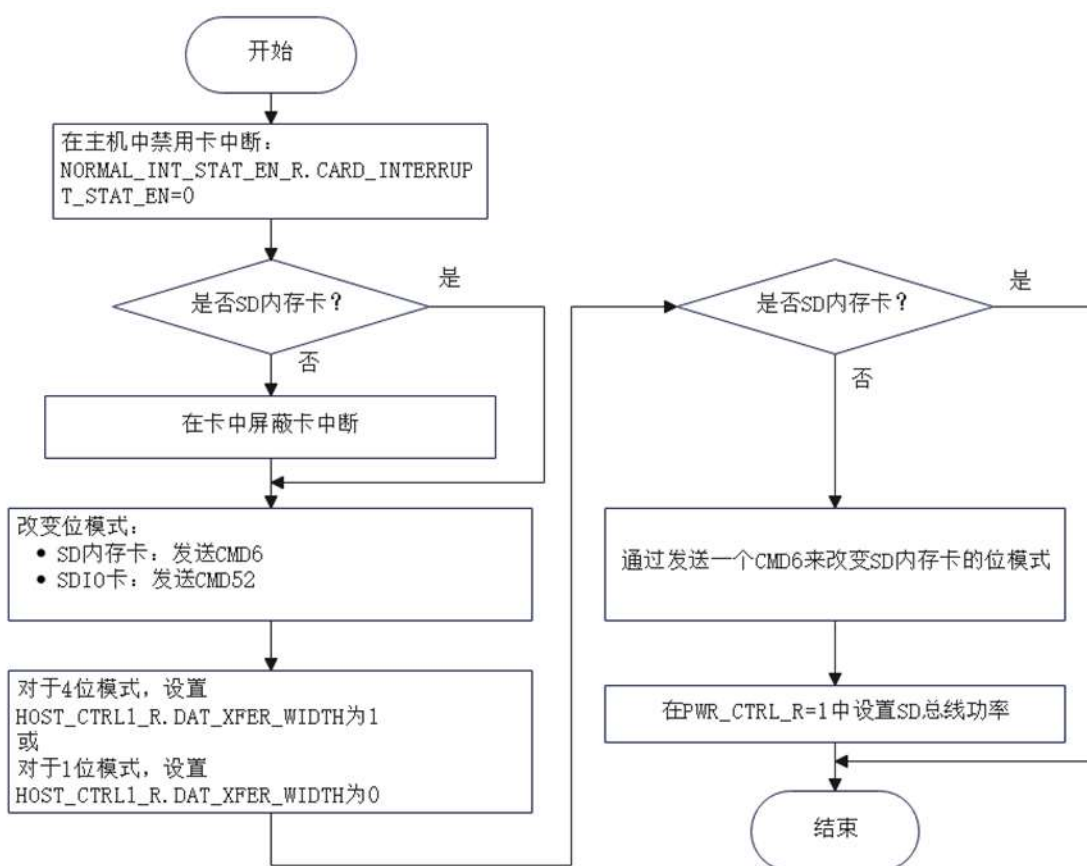 开始
在主机中禁用卡中断：
NORMAL_INT_STAT_EN_R.CARD_INTERRUP
T_STAT_EN=0
是否SD内存卡？
是
否
在卡中屏蔽卡中断
改变位模式：
• SD内存卡：发送CMD6
• SDIO卡：发送CMD52
对于4位模式，设置
HOST_CTRL1_R.DAT_XFER_WIDTH为1
或
对于1位模式，设置
HOST_CTRL1_R.DAT_XFER_WIDTH为0
是否SD内存卡？
是
否
通过发送一个CMD6来改变SD内存卡的位模式
在PWR_CTRL_R=1中设置SD总线功率
结束